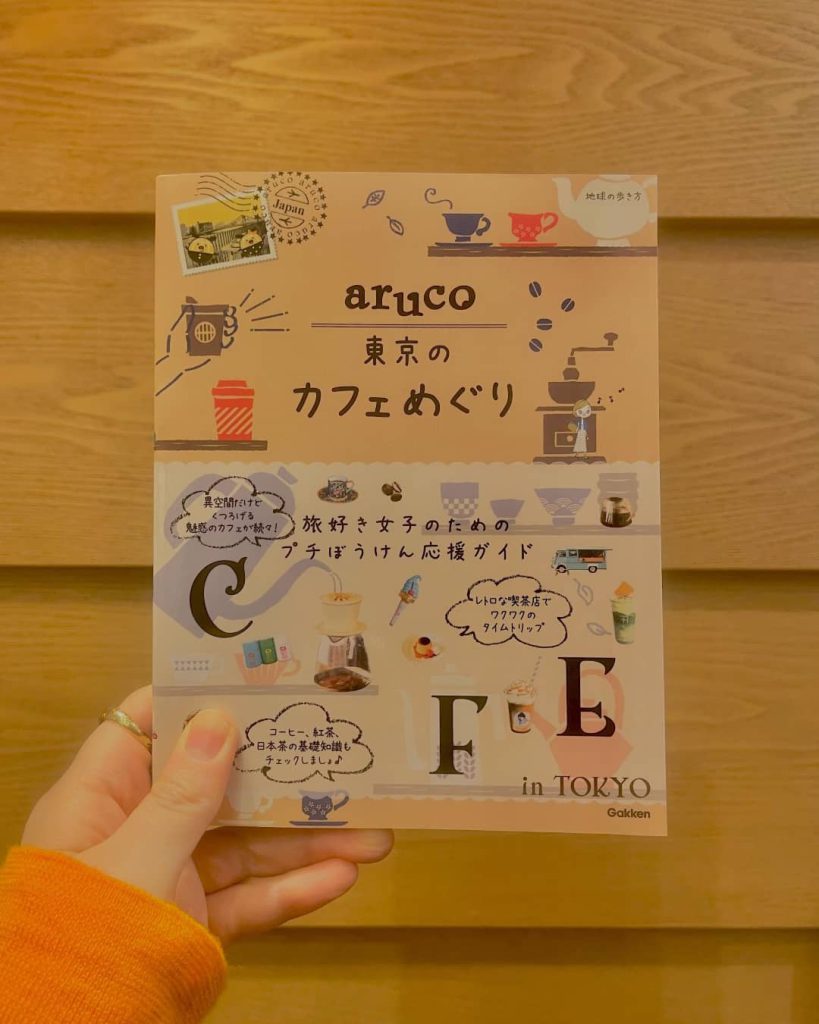 地球の歩き方
aruco aruco aruco
Japan
aruco
東京の
カフェめぐり
異空間だけど
くつろげる
魅惑のカフェが続々！
旅好き女子のための
プチぼうけん応援ガイド
レトロな喫茶店で
ワクワクの
タイムトリップ
C
F
E
コーヒー、紅茶、
日本茶の基礎知識も
チェックしましょ♪
in TOKYO
Gakken